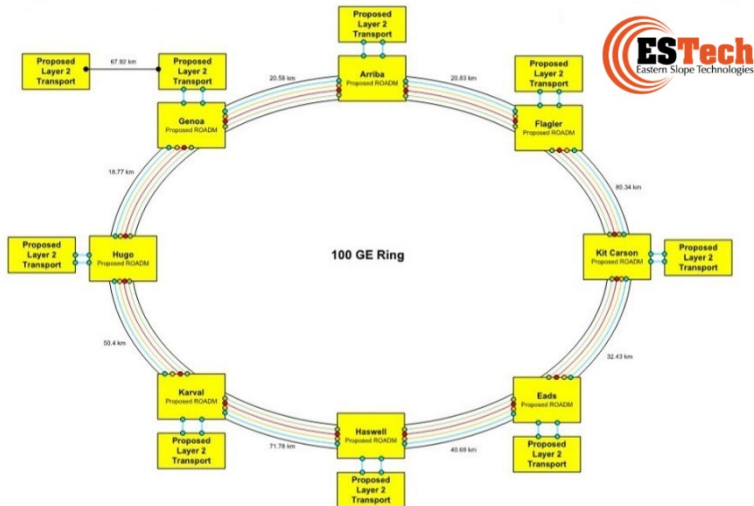 ESTech
Eastern Slope Technologies
Proposed
Layer 2
Transport
67.92 km
Proposed
Layer 2
Transport
Proposed
Layer 2
Transport
Proposed
Layer 2
Transport
Genoa
Proposed ROADM
20.58 km
Arriba
Proposed ROADM
20.83 km
Flagler
Proposed ROADM
18.77 km
80.34 km
Proposed
Layer 2
Transport
Hugo
Proposed ROADM
100 GE Ring
Kit Carson
Proposed ROADM
Proposed
Layer 2
Transport
50.4 km
32.43 km
Karval
Proposed ROADM
71.78 km
Haswell
Proposed ROADM
40.69 km
Eads
Proposed ROADM
Proposed
Layer 2
Transport
Proposed
Layer 2
Transport
Proposed
Layer 2
Transport